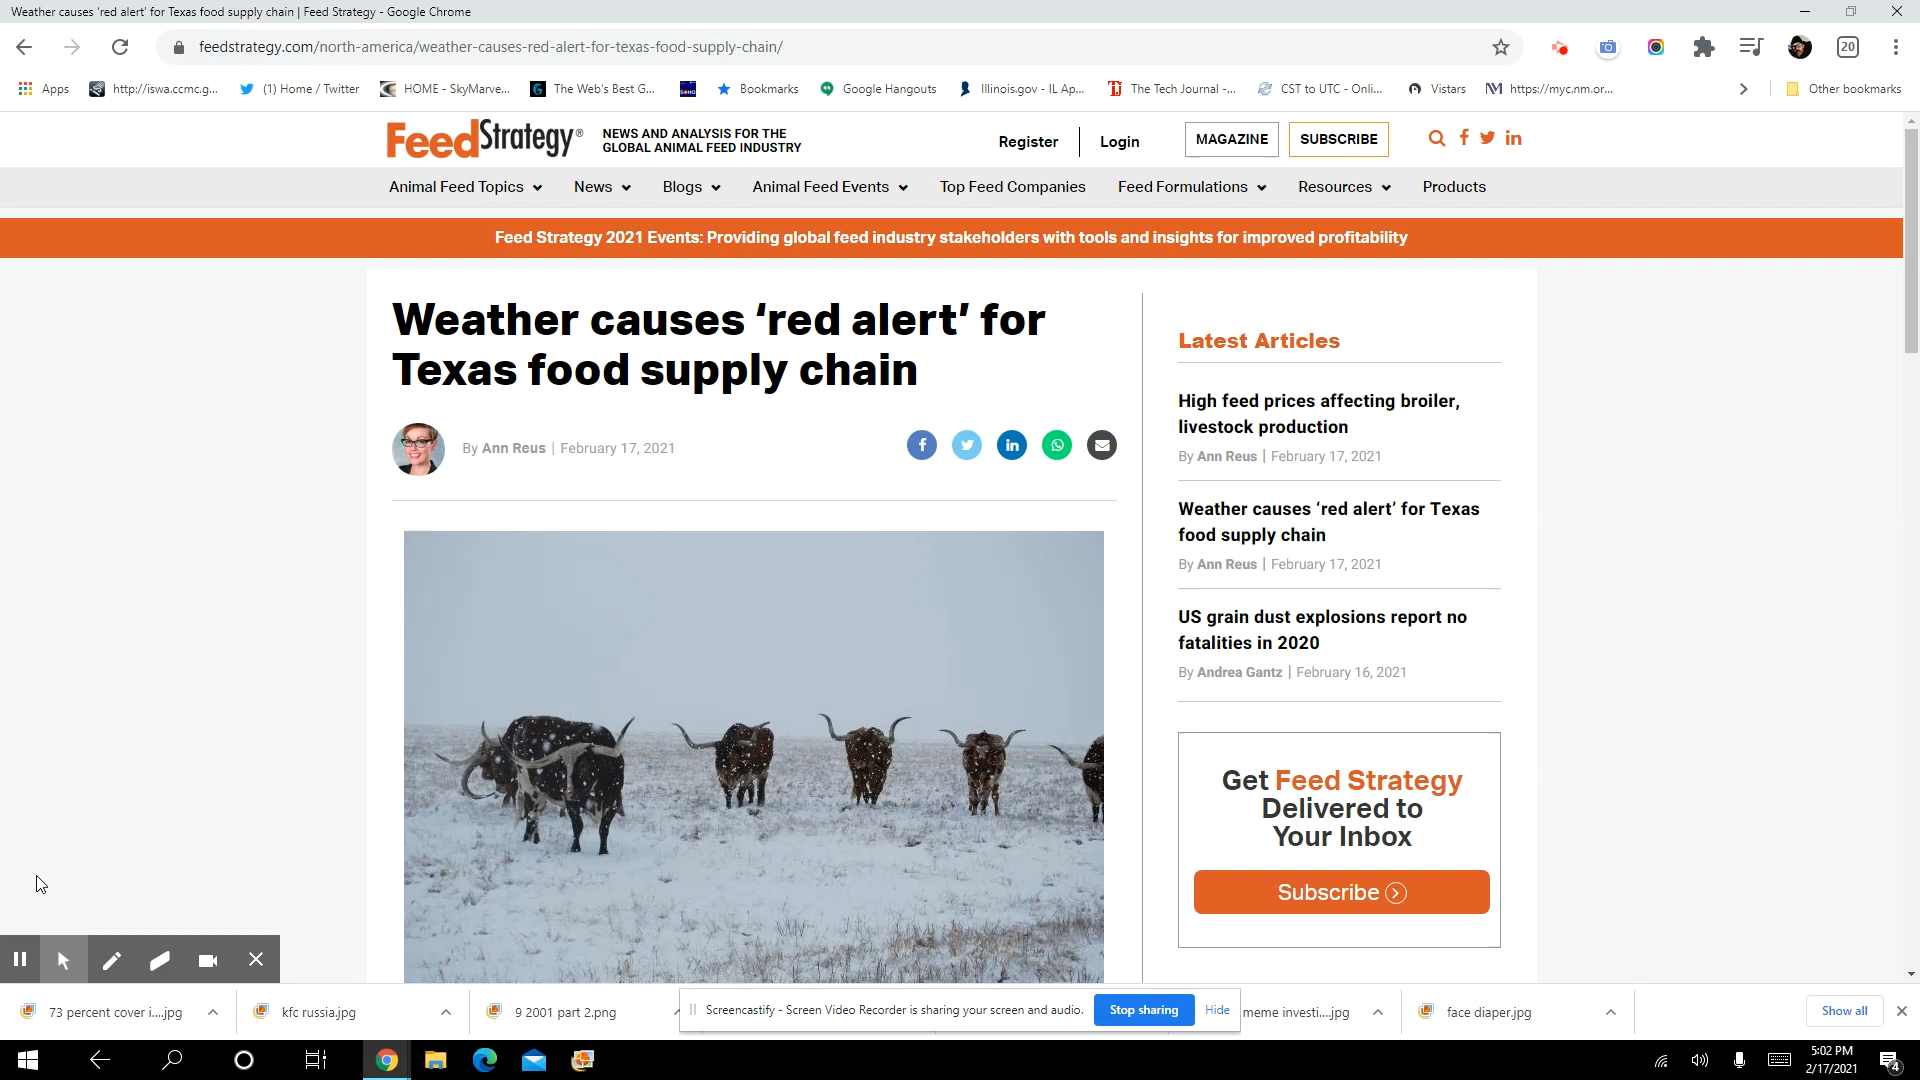 Weather causes 'red alert' for Texas food supply chain | Feed Strategy - Google Chrome
feedstrategy.com/north-america/weather-causes-red-alert-for-texas-food-supply-chain/
20
Apps
http://iswa.ccmc.g...
(1) Home / Twitter
HOME - SkyMarve...
The Web's Best G...
Bookmarks
Google Hangouts
Illinois.gov - IL Ap...
The Tech Journal -...
CST to UTC - Onli...
Vistars
https://myc.nm.or...
Other bookmarks
FeedStrategy®
NEWS AND ANALYSIS FOR THE
GLOBAL ANIMAL FEED INDUSTRY
Register
Login
MAGAZINE
SUBSCRIBE
Animal Feed Topics
News
Blogs
Animal Feed Events
Top Feed Companies
Feed Formulations
Resources
Products
Feed Strategy 2021 Events: Providing global feed industry stakeholders with tools and insights for improved profitability
Weather causes ‘red alert’ for
Texas food supply chain
By Ann Reus | February 17, 2021
Latest Articles
High feed prices affecting broiler,
livestock production
By Ann Reus | February 17, 2021
Weather causes ‘red alert’ for Texas
food supply chain
By Ann Reus | February 17, 2021
US grain dust explosions report no
fatalities in 2020
By Andrea Gantz | February 16, 2021
Get Feed Strategy
Delivered to
Your Inbox
Subscribe
73 percent cover i....jpg
kfc russia.jpg
9 2001 part 2.png
Screencastify - Screen Video Recorder is sharing your screen and audio.
Stop sharing
Hide
meme investi....jpg
face diaper.jpg
Show all
5:02 PM
2/17/2021
4